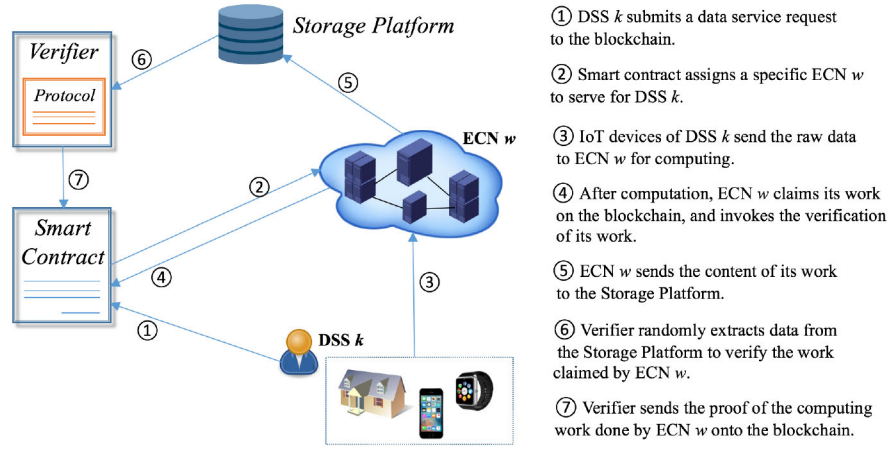 Storage Platform
Verifier
Protocol
⑥
⑤
ECN w
⑦
②
Smart
Contract
④
③
①
DSS k
① DSS k submits a data service request
to the blockchain.
② Smart contract assigns a specific ECN w
to serve for DSS k.
③ IoT devices of DSS k send the raw data
to ECN w for computing.
④ After computation, ECN w claims its work
on the blockchain, and invokes the verification
of its work.
⑤ ECN w sends the content of its work
to the Storage Platform.
⑥ Verifier randomly extracts data from
the Storage Platform to verify the work
claimed by ECN w.
⑦ Verifier sends the proof of the computing
work done by ECN w onto the blockchain.